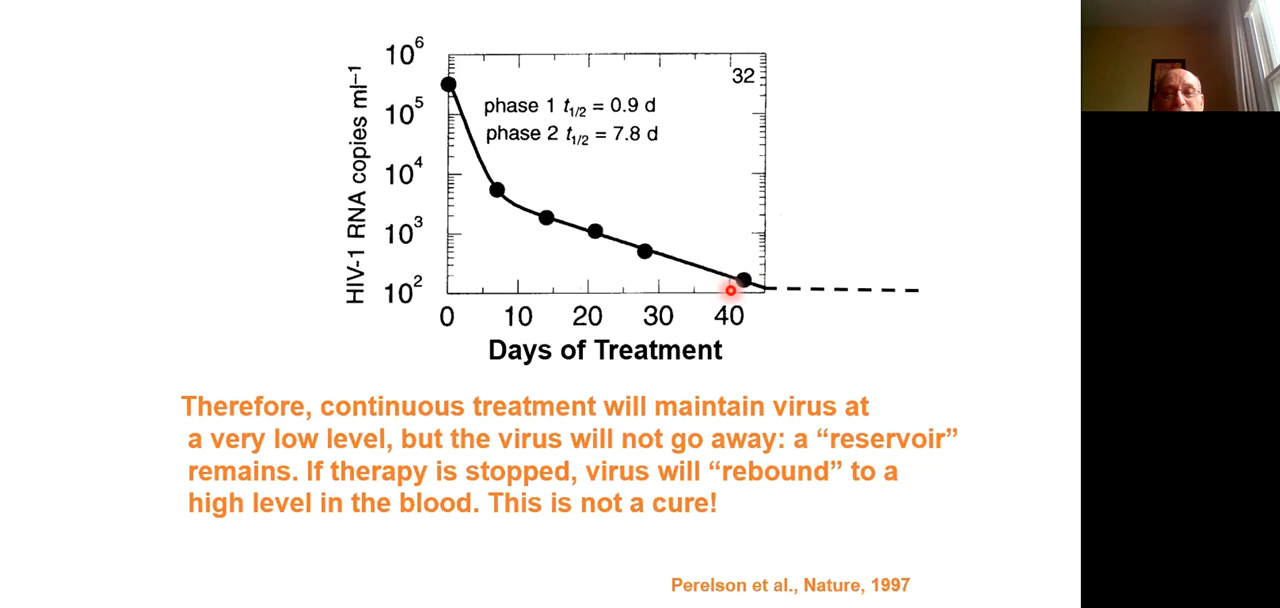 10⁶
10⁵
10⁴
10³
10²
HIV-1 RNA copies ml⁻¹
32
phase 1 t1/2 = 0.9 d
phase 2 t1/2 = 7.8 d
0 10 20 30 40
Days of Treatment
Therefore, continuous treatment will maintain virus at
a very low level, but the virus will not go away: a “reservoir”
remains. If therapy is stopped, virus will “rebound” to a
high level in the blood. This is not a cure!
Perelson et al., Nature, 1997